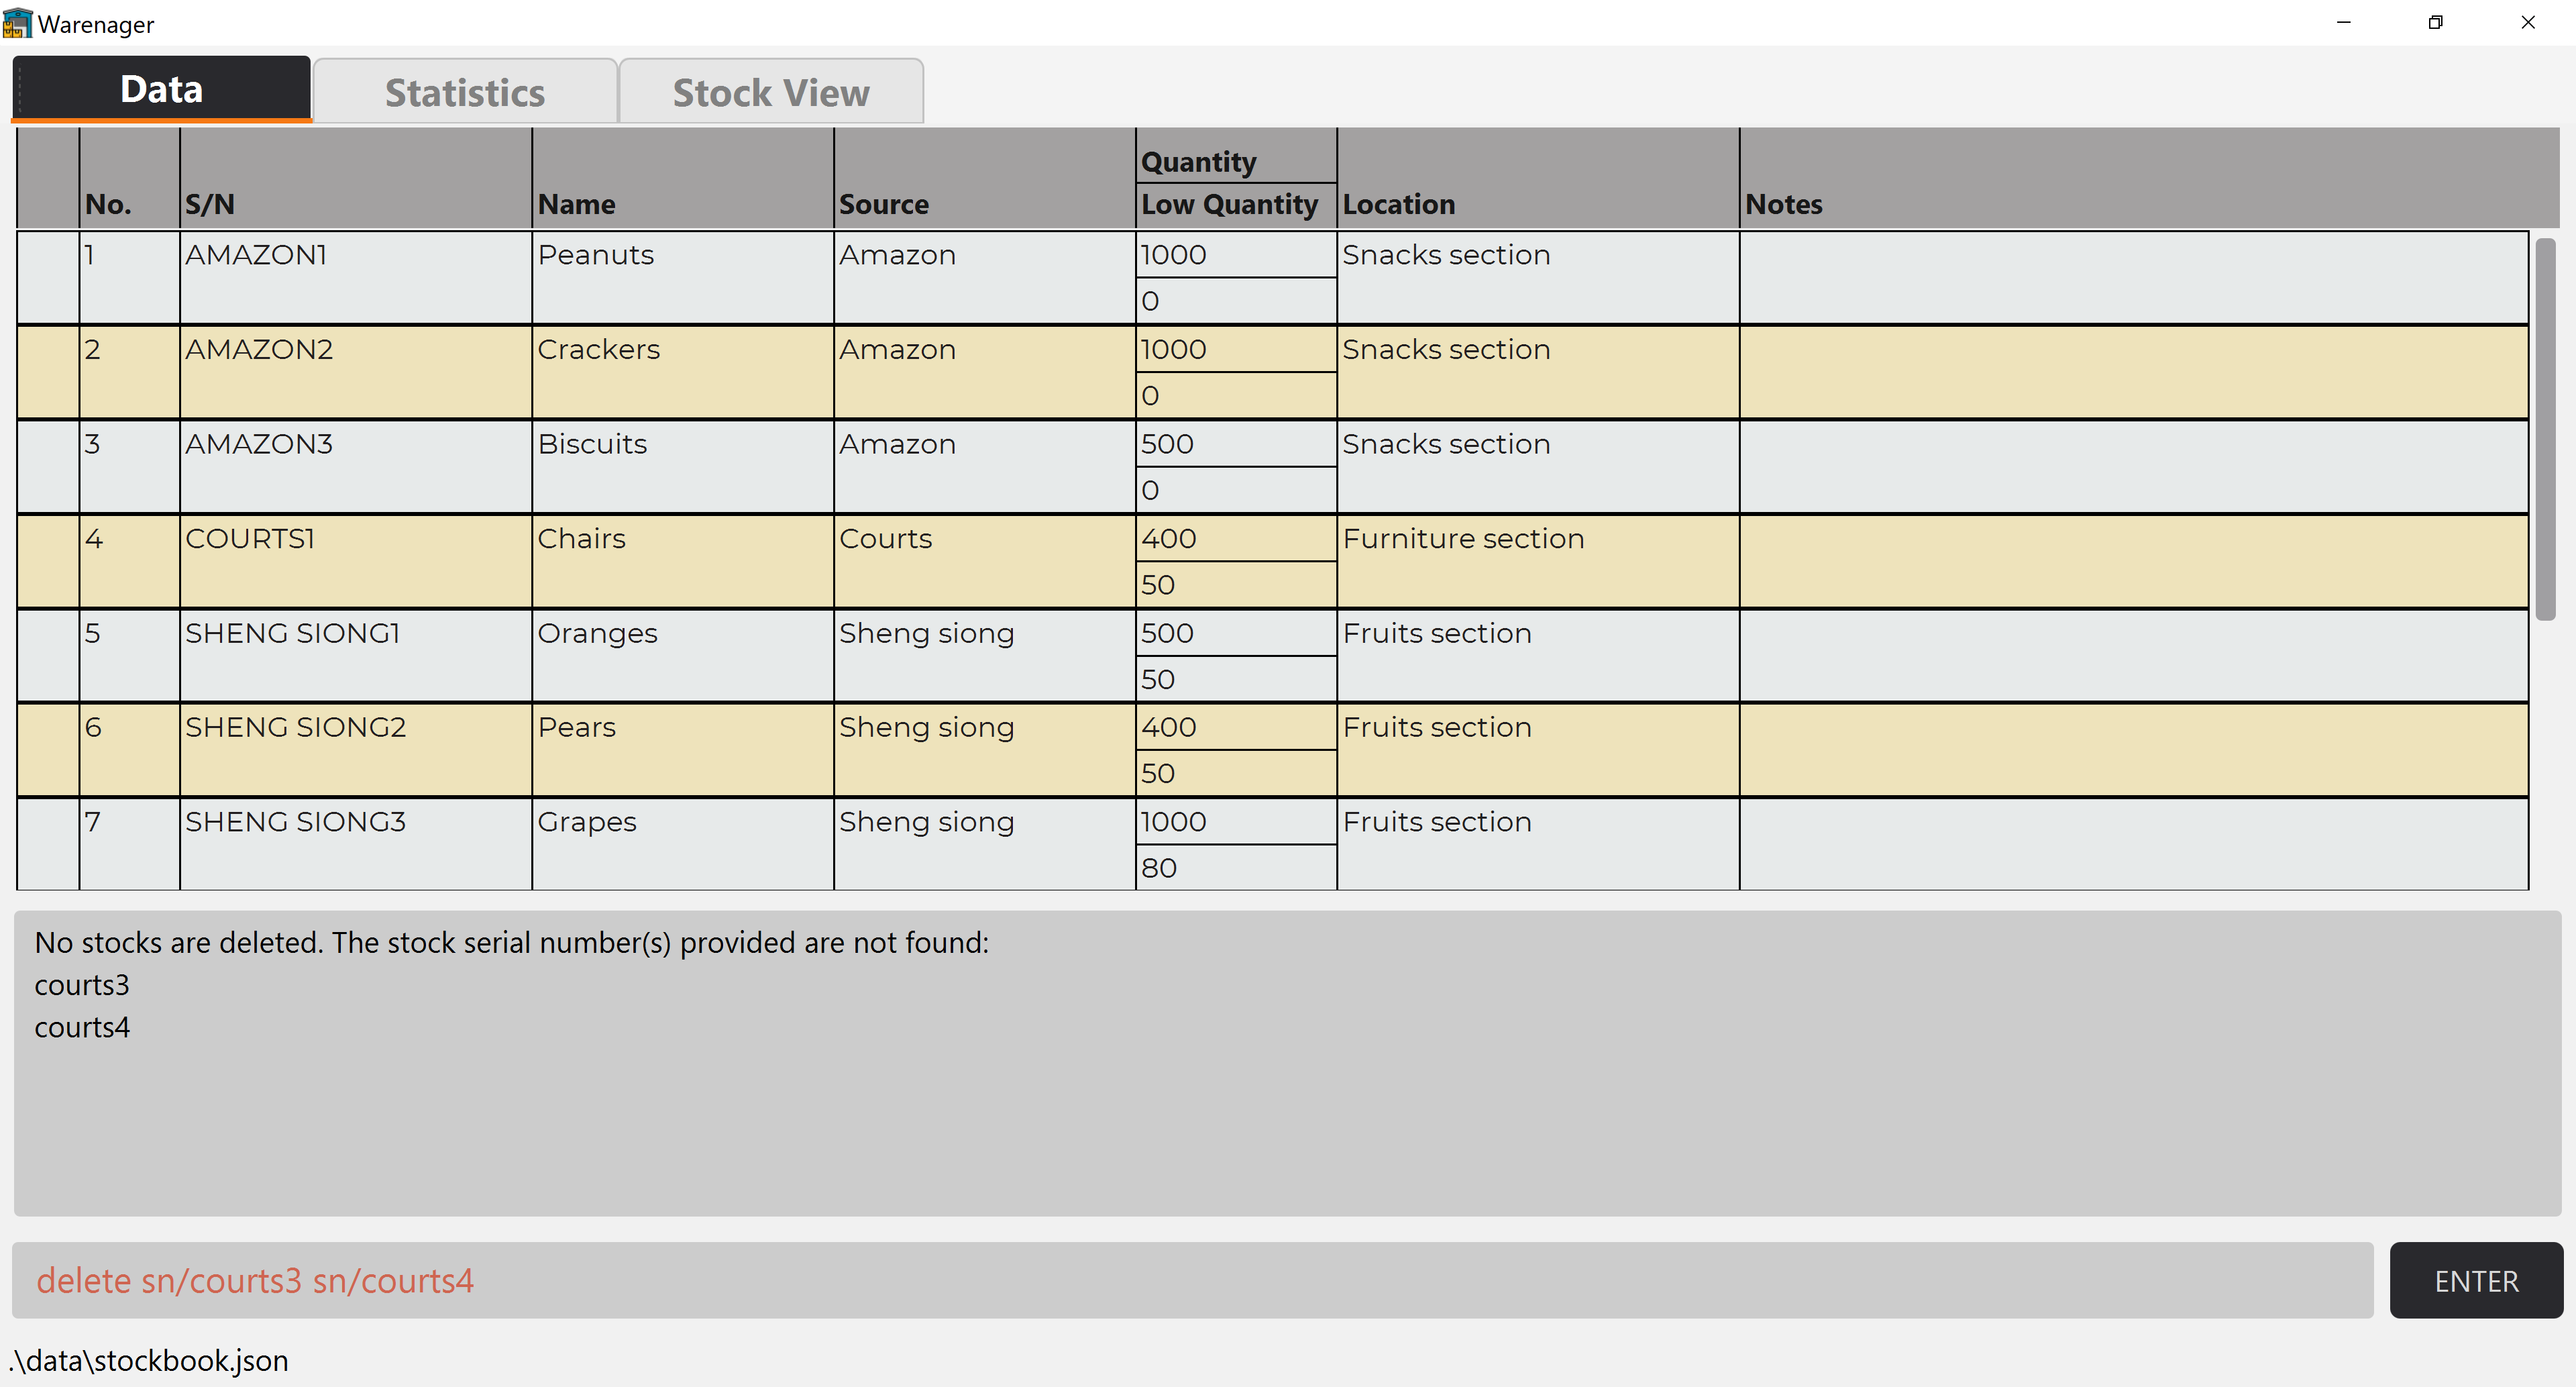 Warenager
Data Statistics Stock View
No. S/N Name Source Quantity Low Quantity Location Notes
1 AMAZON1 Peanuts Amazon 1000 Snacks section
0
2 AMAZON2 Crackers Amazon 1000 Snacks section
0
3 AMAZON3 Biscuits Amazon 500 Snacks section
0
4 COURTS1 Chairs Courts 400 Furniture section
50
5 SHENG SIONG1 Oranges Sheng siong 500 Fruits section
50
6 SHENG SIONG2 Pears Sheng siong 400 Fruits section
50
7 SHENG SIONG3 Grapes Sheng siong 1000 Fruits section
80
No stocks are deleted. The stock serial number(s) provided are not found:
courts3
courts4
delete sn/courts3 sn/courts4 ENTER
.\data\stockbook.json